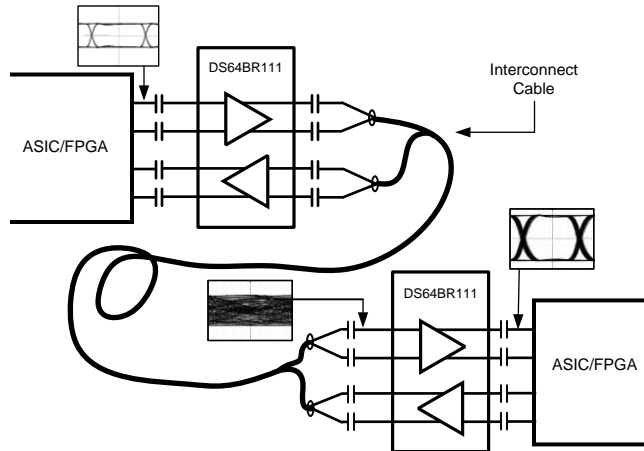 DS64BR111
Interconnect
Cable
ASIC/FPGA
DS64BR111
ASIC/FPGA